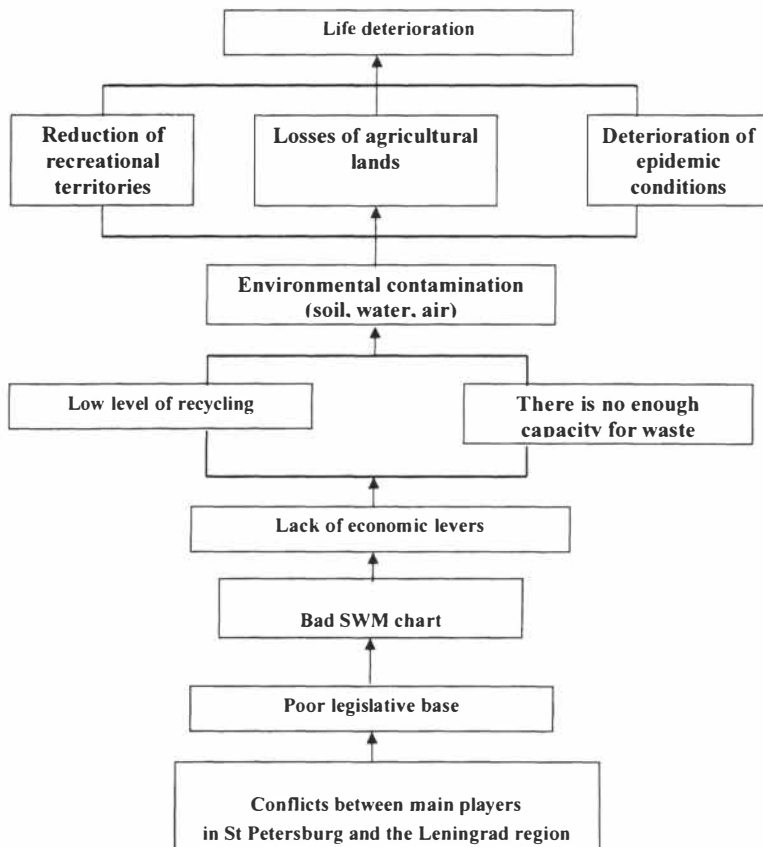 Life deterioration
Reduction of
recreational
territories
Losses of agricultural
lands
Deterioration of
epidemic
conditions
Environmental contamination
(soil, water, air)
Low level of recycling
There is no enough
capacity for waste
Lack of economic levers
Bad SWM chart
Poor legislative base
Conflicts between main players
in St Petersburg and the Leningrad region